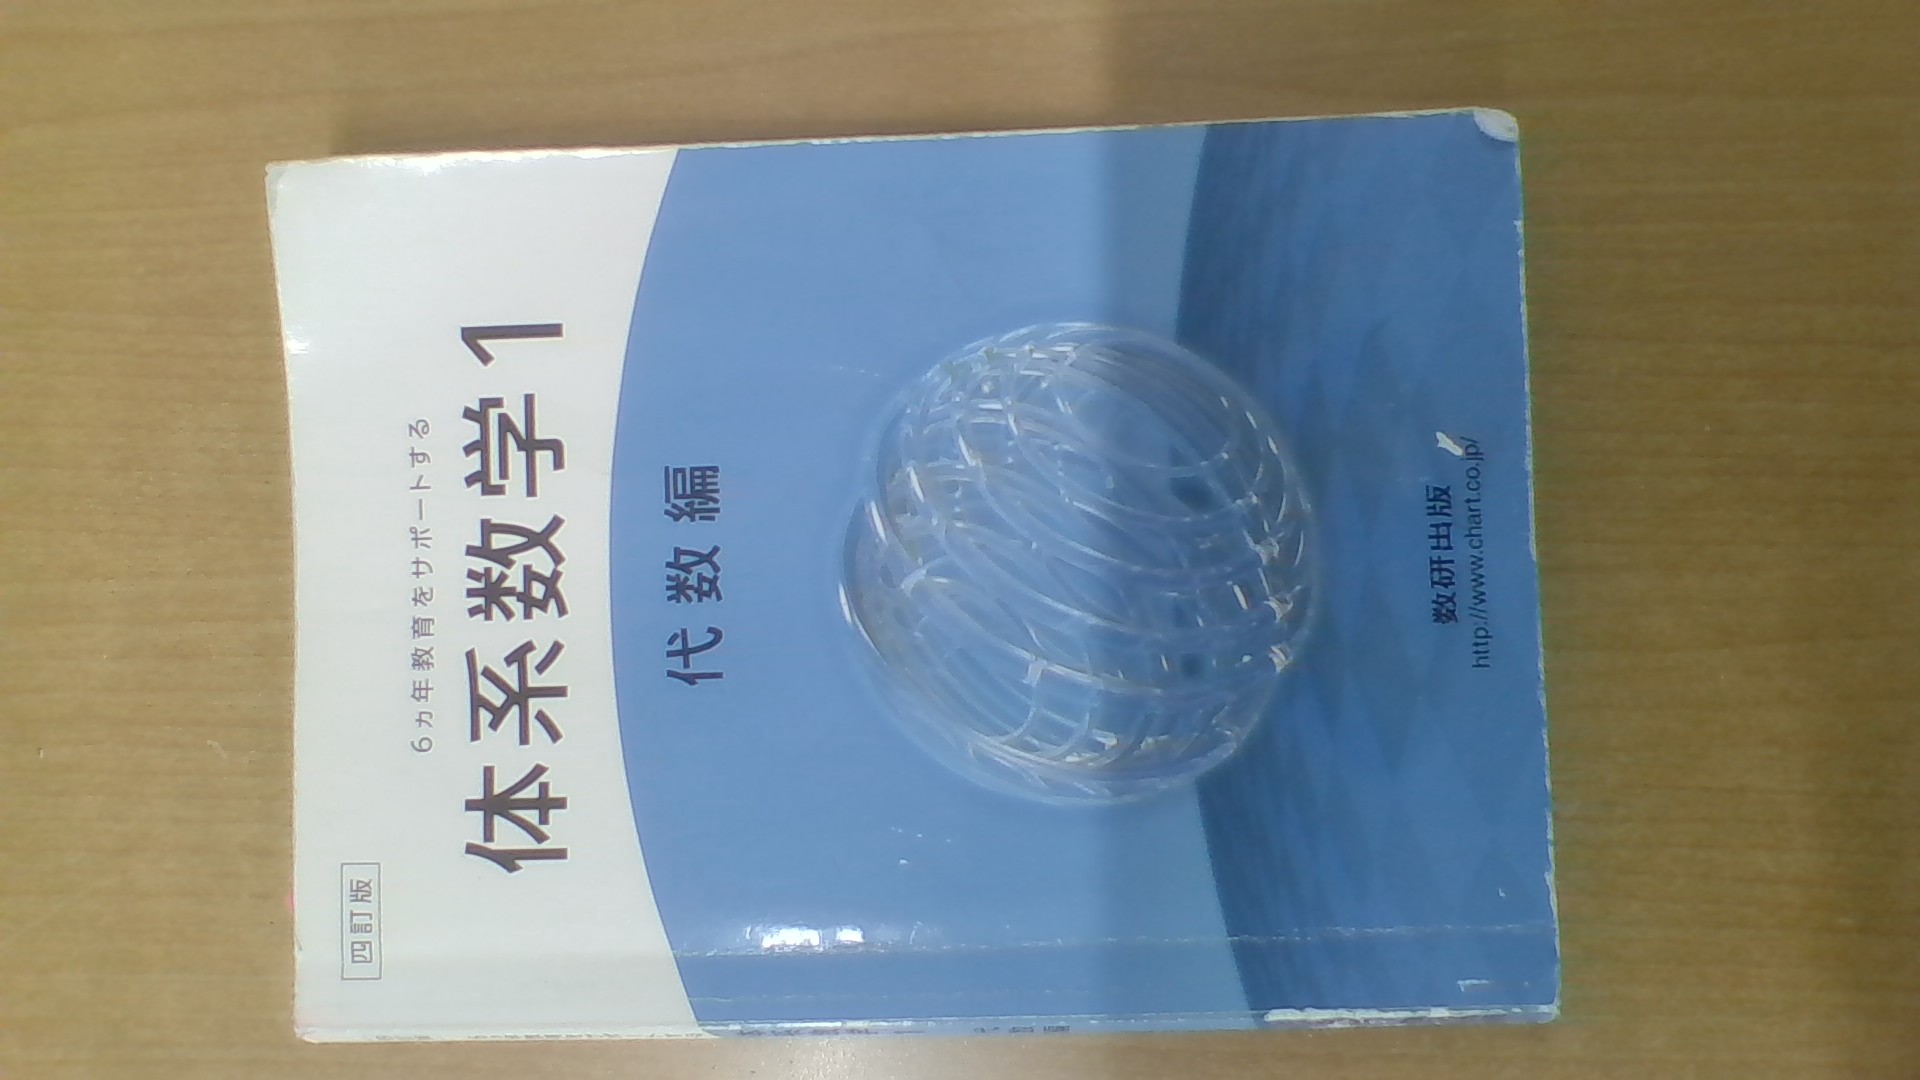 四訂版
6ヵ年教育をサポートする
体系数学1
代数編
数研出版
http://www.chart.co.jp/